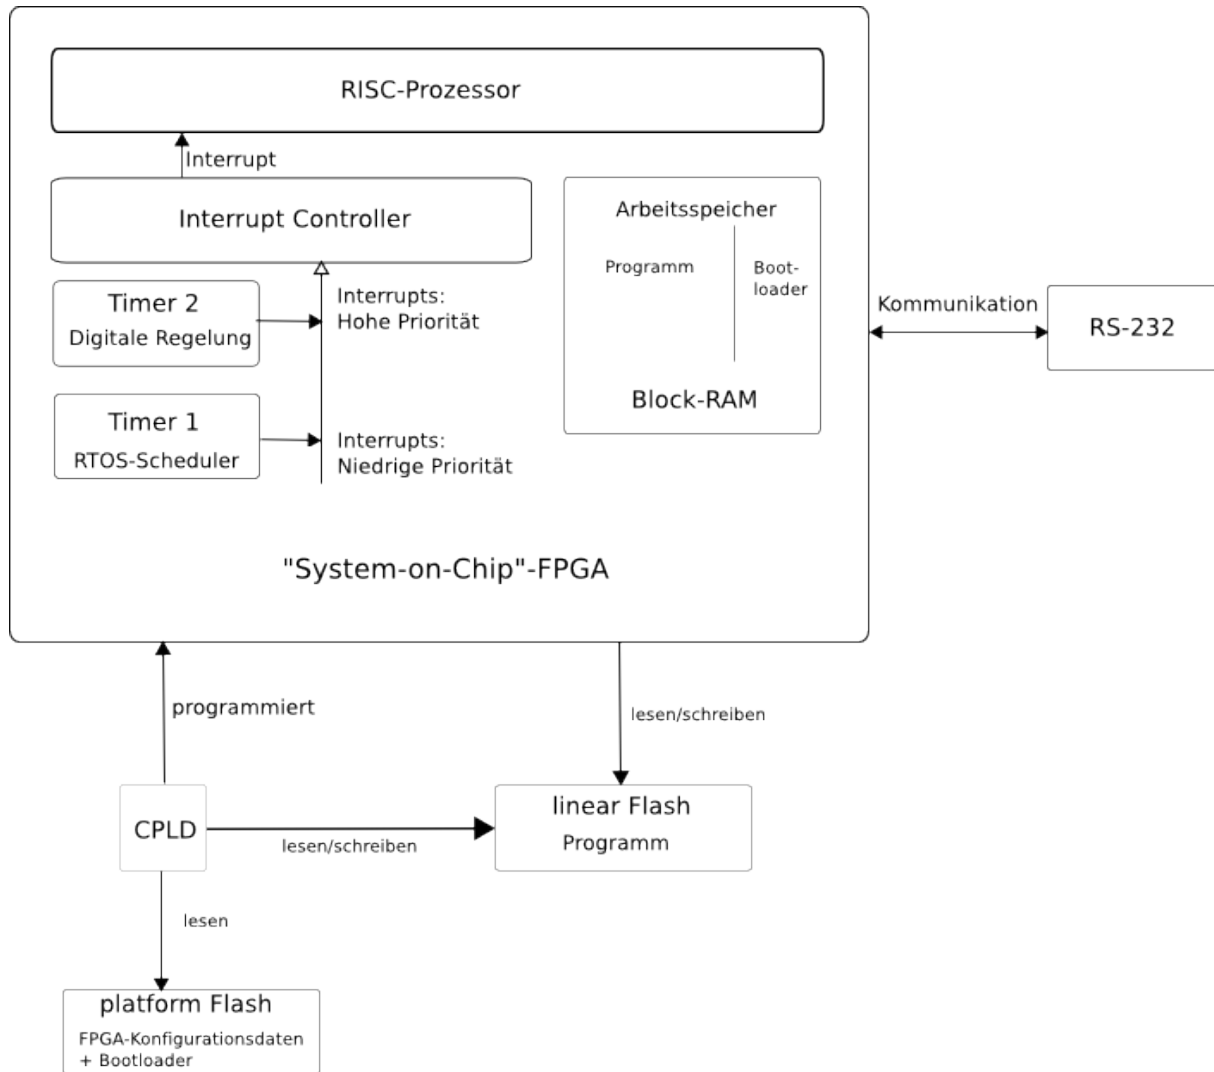 RISC-Prozessor
Interrupt
Interrupt Controller
Arbeitsspeicher
Programm
Boot-
loader
Block-RAM
Timer 2
Digitale Regelung
Interrupts:
Hohe Priorität
Timer 1
RTOS-Scheduler
Interrupts:
Niedrige Priorität
"System-on-Chip"-FPGA
Kommunikation
RS-232
programmiert
lesen/schreiben
CPLD
lesen/schreiben
linear Flash
Programm
lesen
platform Flash
FPGA-Konfigurationsdaten
+ Bootloader